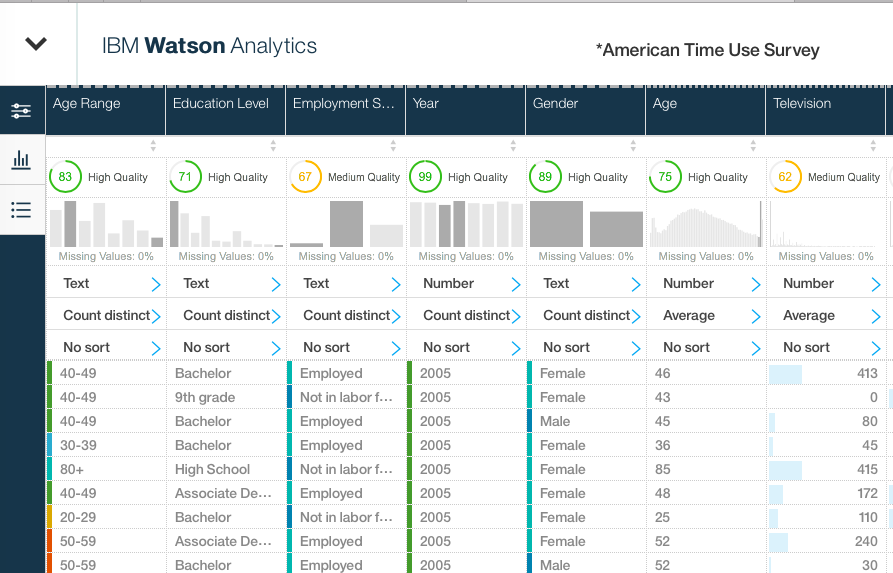 IBM Watson Analytics
*American Time Use Survey
Age Range Education Level Employment S... Year Gender Age Television
83 High Quality 71 High Quality 67 Medium Quality 99 High Quality 89 High Quality 75 High Quality 62 Medium Quality
Missing Values: 0% Missing Values: 0% Missing Values: 0% Missing Values: 0% Missing Values: 0% Missing Values: 0% Missing Values: 0%
Text Text Text Number Text Number Number
Count distinct Count distinct Count distinct Count distinct Count distinct Average Average
No sort No sort No sort No sort No sort No sort No sort
40-49 Bachelor Employed 2005 Female 46 413
40-49 9th grade Not in labor f... 2005 Female 43 0
40-49 Bachelor Employed 2005 Male 45 80
30-39 Bachelor Employed 2005 Female 36 45
80+ High School Not in labor f... 2005 Female 85 415
40-49 Associate De... Employed 2005 Female 48 172
20-29 Bachelor Not in labor f... 2005 Female 25 110
50-59 Associate De... Employed 2005 Female 52 240
50-59 Bachelor Employed 2005 Male 52 30